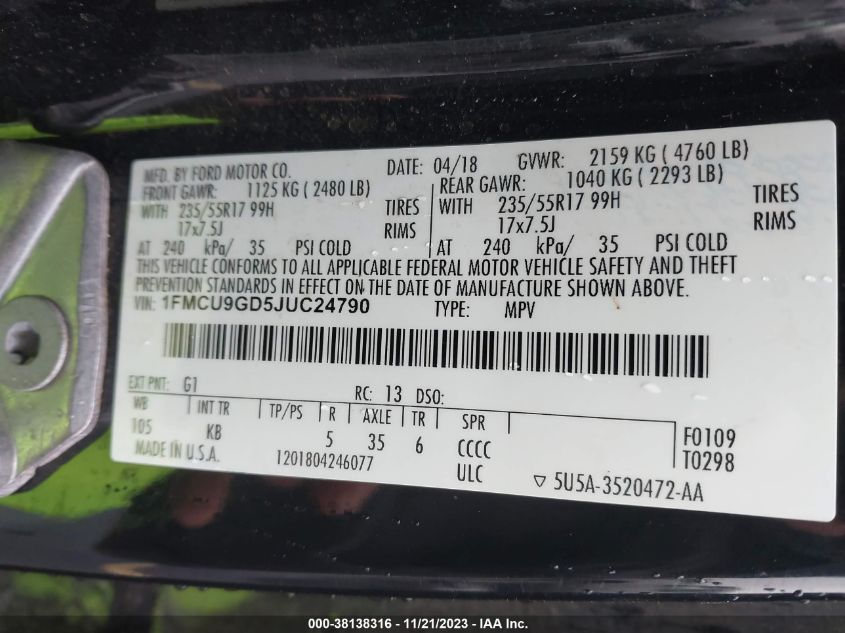 MFD. BY FORD MOTOR CO.
DATE: 04/18 GVWR: 2159 KG ( 4760 LB)
FRONT GAWR: 1125 KG ( 2480 LB)
WITH 235/55R17 99H TIRES
17x7.5J RIMS
AT 240 kPa/ 35 PSI COLD
REAR GAWR: 1040 KG ( 2293 LB)
WITH 235/55R17 99H TIRES
17x7.5J RIMS
AT 240 kPa/ 35 PSI COLD
THIS VEHICLE CONFORMS TO ALL APPLICABLE FEDERAL MOTOR VEHICLE SAFETY AND THEFT
PREVENTION STANDARDS IN EFFECT ON THE DATE OF MANUFACTURE SHOWN ABOVE.
VIN: 1FMCU9GD5JUC24790 TYPE: MPV
EXT PNT: G1 RC: 13 DSO:
WB INT TR TP/PS R AXLE TR SPR
105 KB 5 35 6 CCCC
F0109
T0298
MADE IN U.S.A. 1201804246077 ULC
▽ 5U5A-3520472-AA
000-38138316 - 11/21/2023 - IAA Inc.